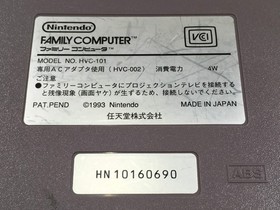 Nintendo
FAMILY COMPUTER™
ファミリー コンピュータ™
VCI
MODEL NO. HVC-101
専用ACアダプタ使用 (HVC-002) 消費電力 4W
ご注意
●ファミリーコンピュータにプロジェクションテレビを接続する
と残像現象(画面ヤケ)が生じるため、接続しないでください。
PAT.PEND ©1993 Nintendo MADE IN JAPAN
任天堂株式会社
HN10160690
ABS